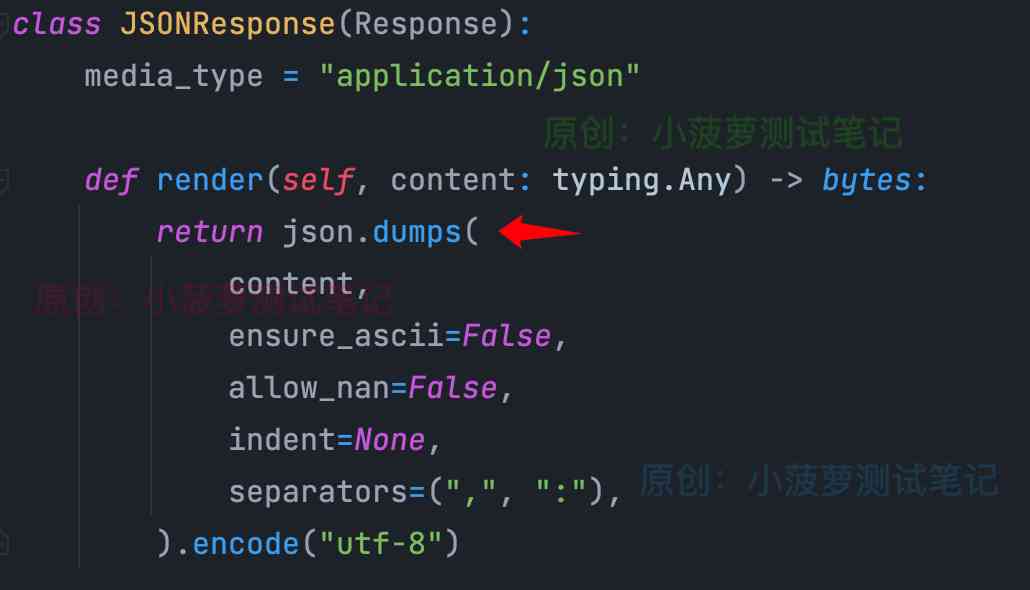 class JSONResponse(Response):
    media_type = "application/json"
原创：小菠萝测试笔记
    def render(self, content: typing.Any) -> bytes:
        return json.dumps(
            content,
原创：小菠萝测试笔记
            ensure_ascii=False,
            allow_nan=False,
            indent=None,
            separators=(",", ":"),
原创：小菠萝测试笔记
        ).encode("utf-8")